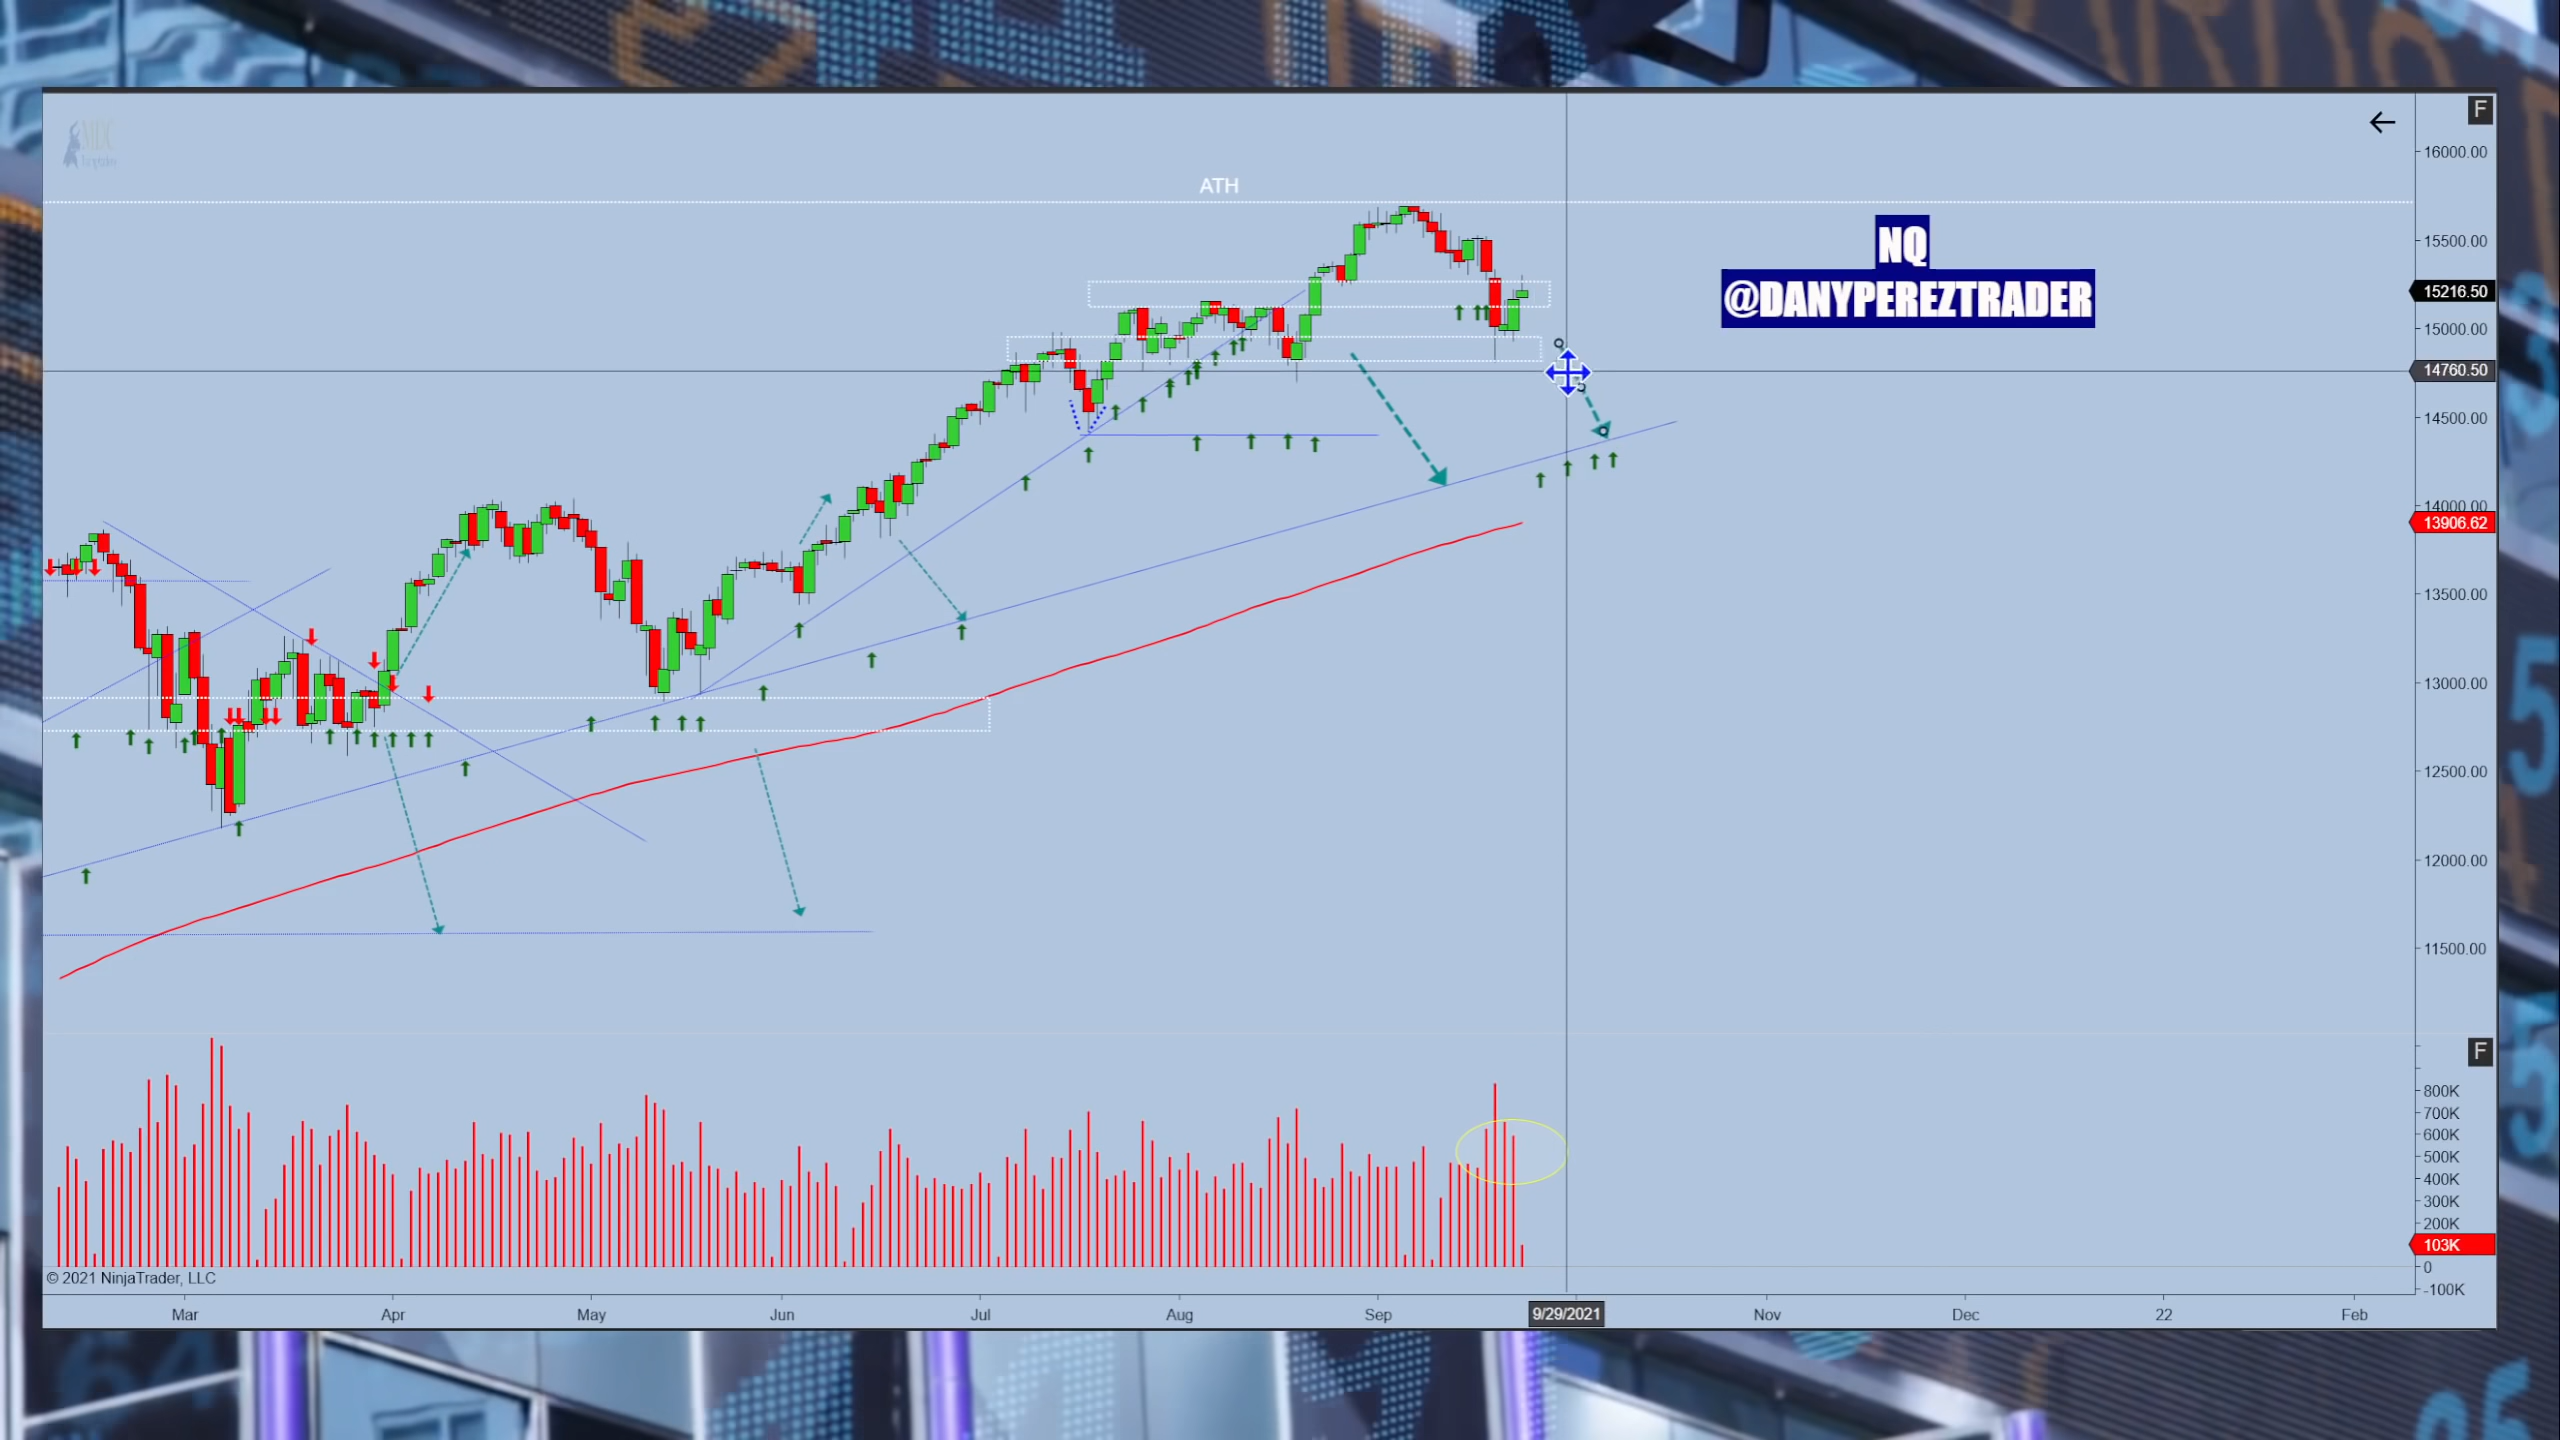 F
MDC
ATH
NQ
@DANYPEREZTRADER
16000.00
15500.00
15216.50
15000.00
14760.50
14500.00
14000.00
13906.62
13500.00
13000.00
12500.00
12000.00
11500.00
F
800K
700K
600K
500K
400K
300K
200K
103K
0
-100K
© 2021 NinjaTrader, LLC
Mar
Apr
May
Jun
Jul
Aug
Sep
9/29/2021
Nov
Dec
22
Feb